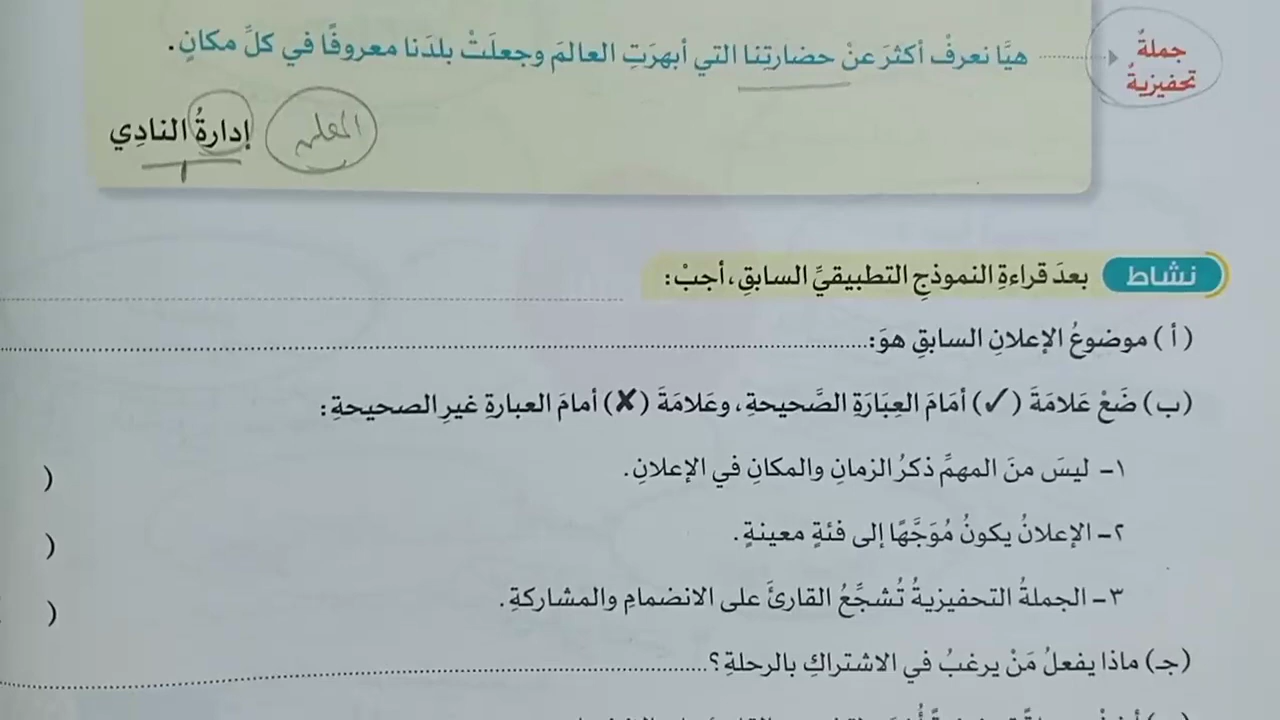 جملةٌ
تحفيزيةٌ
هيَّا نعرفْ أكثرَ عنْ حضارتِنا التي أبهرَتِ العالمَ وجعلَتْ بلدَنا معروفًا في كلِّ مكانٍ.
إدارةُ النادِي
نشاط بعدَ قراءةِ النموذجِ التطبيقيِّ السابقِ، أجبْ:
(أ) موضوعُ الإعلانِ السابقِ هوَ:
(ب) ضَعْ عَلامَةَ (✓) أمَامَ العِبَارَةِ الصَّحيحةِ، وعَلامَةَ (✗) أمامَ العبارةِ غيرِ الصحيحةِ:
١- ليسَ منَ المهمِّ ذكرُ الزمانِ والمكانِ في الإعلانِ. (
٢- الإعلانُ يكونُ مُوَجَّهًا إلى فئةٍ معينةٍ. (
٣- الجملةُ التحفيزيةُ تُشجِّعُ القارئَ على الانضمامِ والمشاركةِ. (
(جـ) ماذا يفعلُ مَنْ يرغبُ في الاشتراكِ بالرحلةِ؟